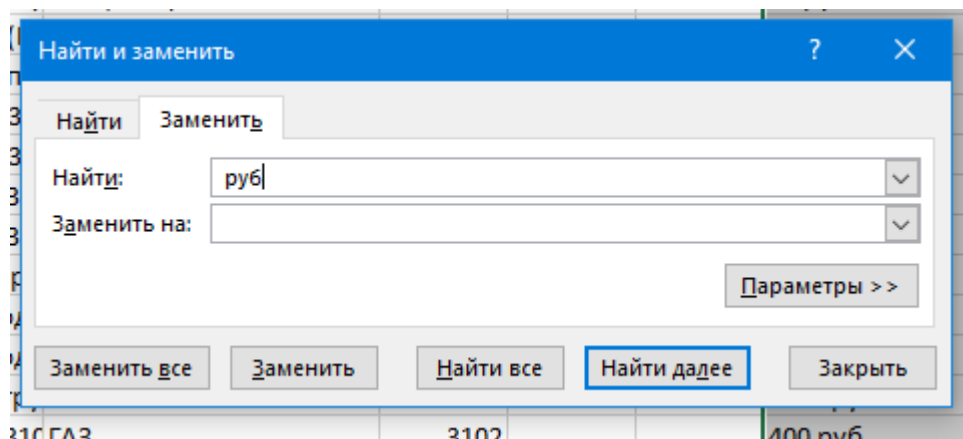 Найти и заменить ? ×
Найти Заменить
Найти: руб
Заменить на:
Параметры >>
Заменить все Заменить Найти все Найти далее Закрыть
310 ГАЗ 3102 400 руб